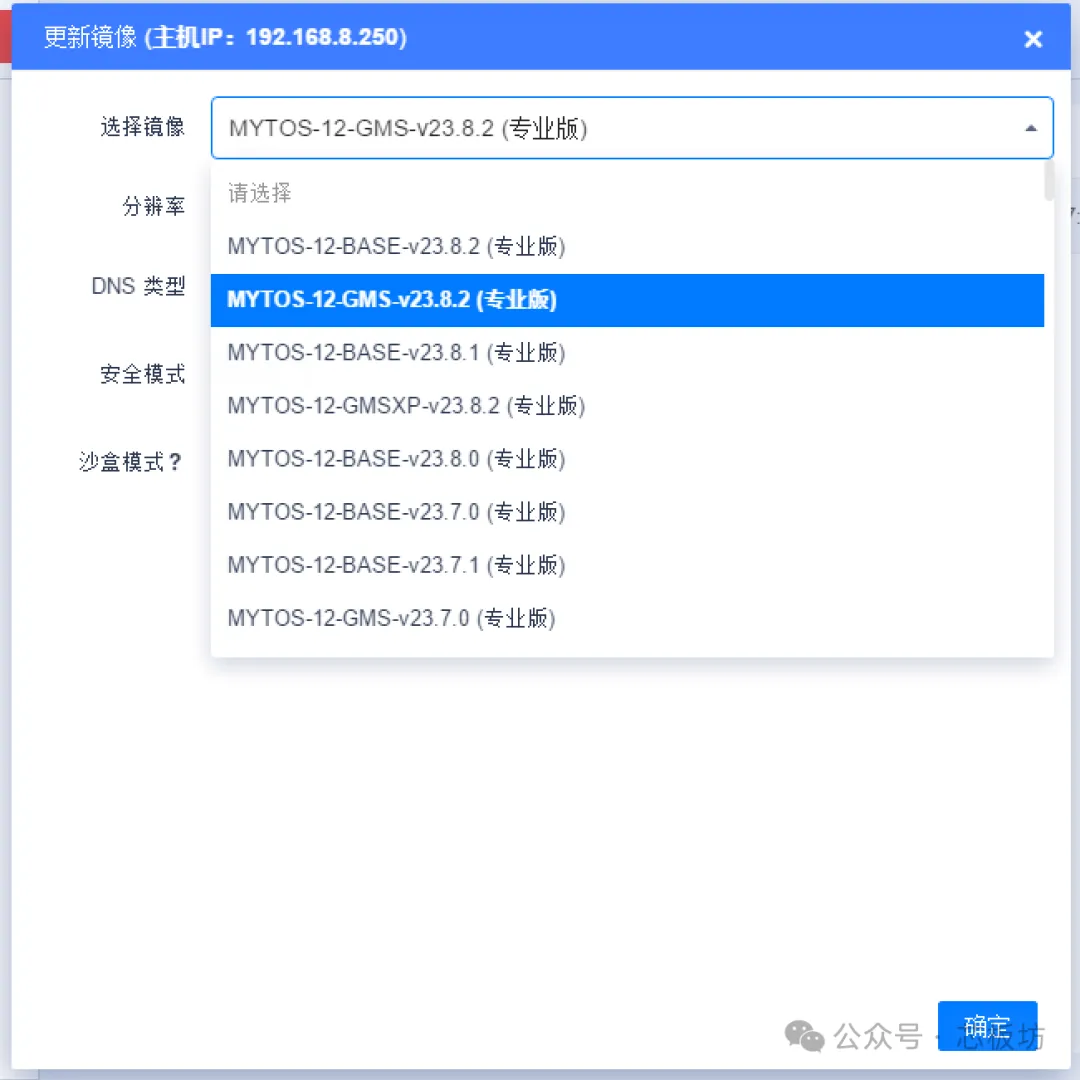 更新镜像 (主机IP：192.168.8.250)
选择镜像
MYTOS-12-GMS-v23.8.2 (专业版)
请选择
分辨率
MYTOS-12-BASE-v23.8.2 (专业版)
DNS 类型
MYTOS-12-GMS-v23.8.2 (专业版)
MYTOS-12-BASE-v23.8.1 (专业版)
安全模式
MYTOS-12-GMSXP-v23.8.2 (专业版)
沙盒模式?
MYTOS-12-BASE-v23.8.0 (专业版)
MYTOS-12-BASE-v23.7.0 (专业版)
MYTOS-12-BASE-v23.7.1 (专业版)
MYTOS-12-GMS-v23.7.0 (专业版)
确定
公众号 · 芯板坊